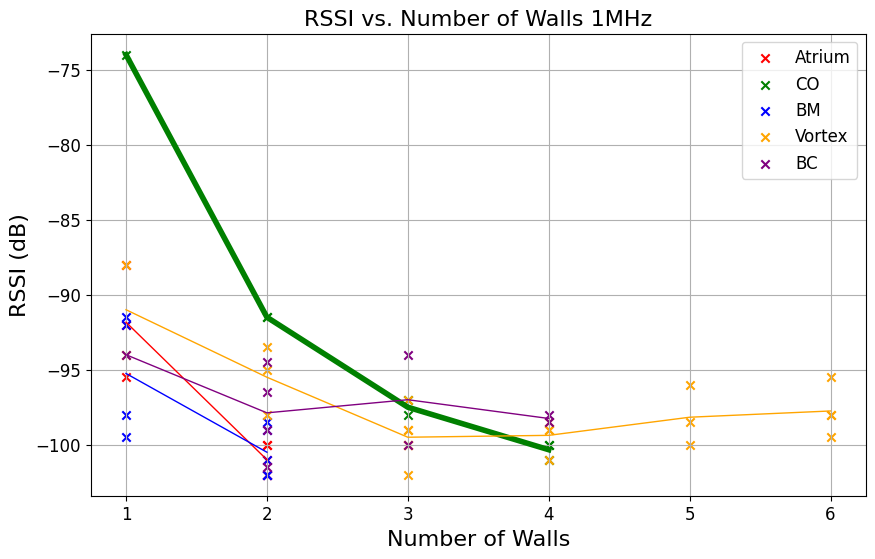 RSSI vs. Number of Walls 1MHz
Atrium
CO
BM
Vortex
BC
RSSI (dB)
−75
−80
−85
−90
−95
−100
1 2 3 4 5 6
Number of Walls